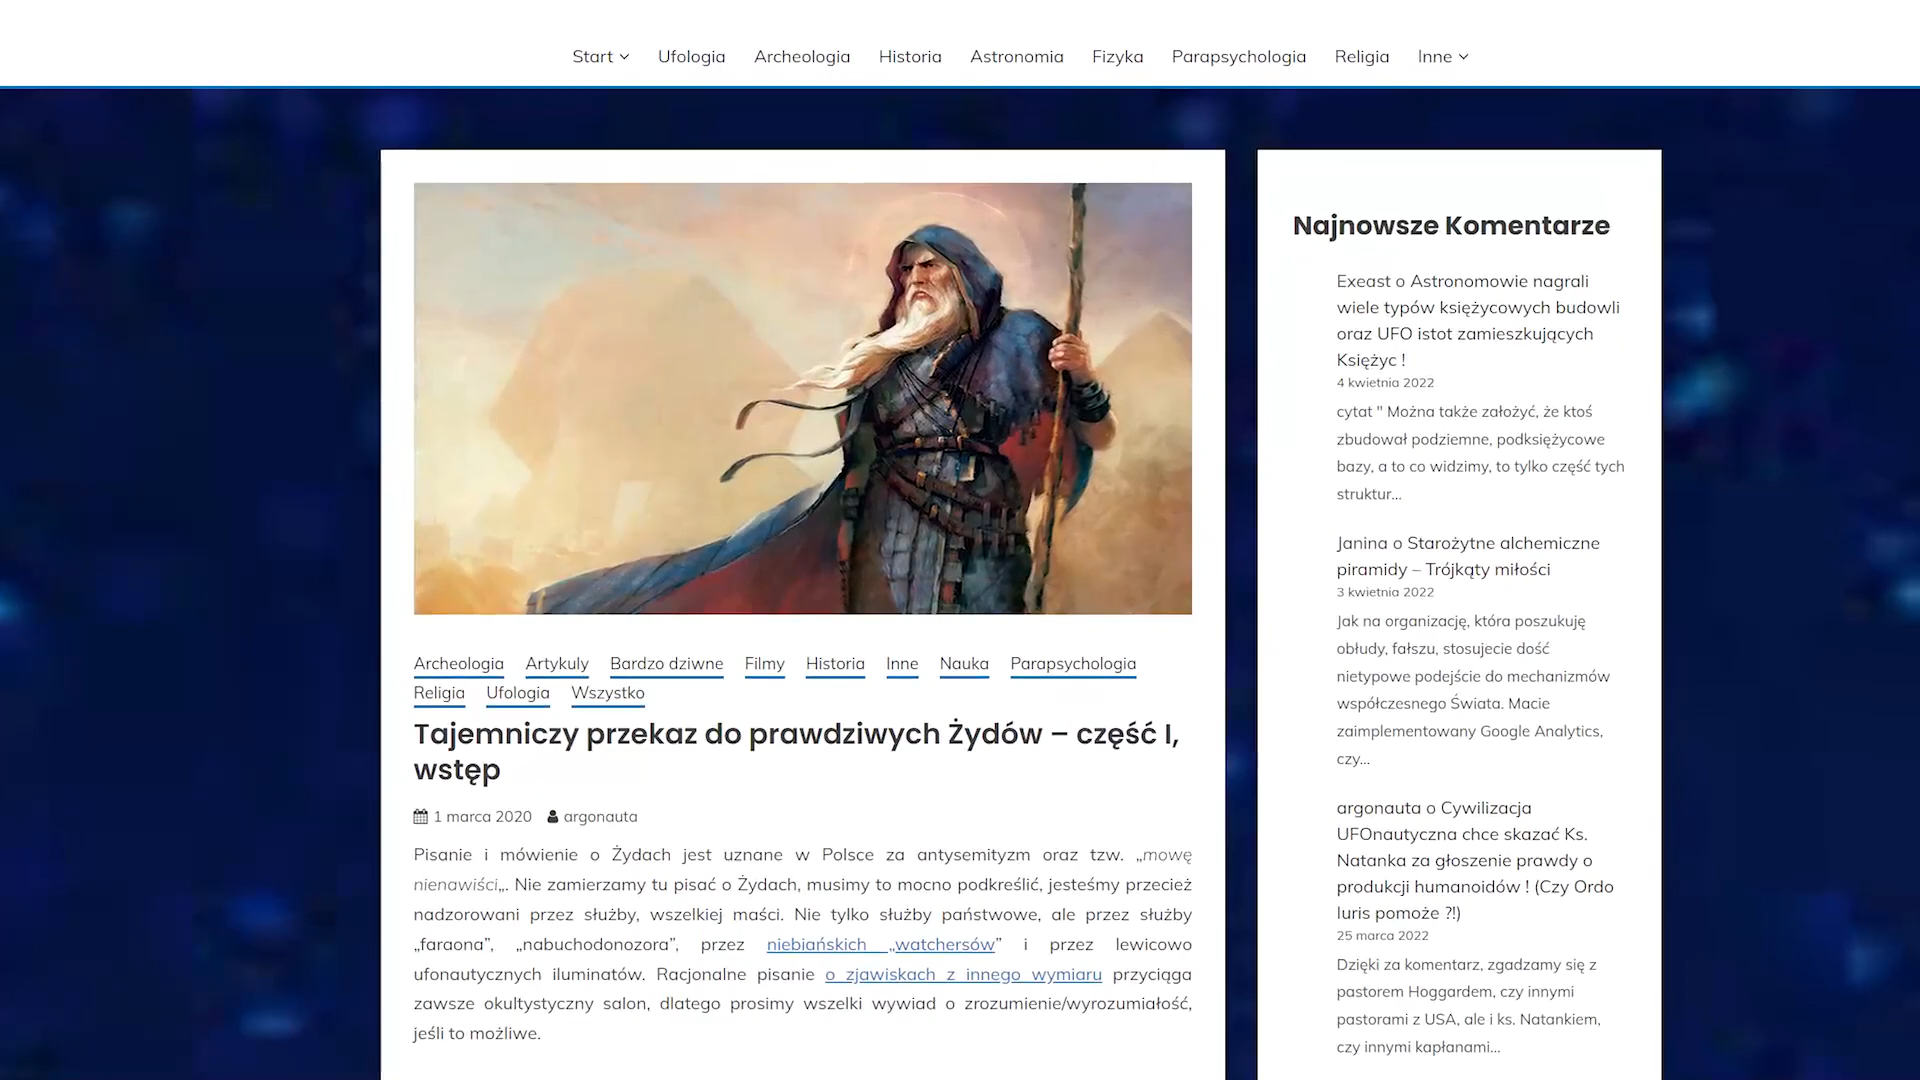 Start Ufologia Archeologia Historia Astronomia Fizyka Parapsychologia Religia Inne
Archeologia Artykuly Bardzo dziwne Filmy Historia Inne Nauka Parapsychologia
Religia Ufologia Wszystko
Tajemniczy przekaz do prawdziwych Żydów – część I,
wstęp
1 marca 2020 argonauta
Pisanie i mówienie o Żydach jest uznane w Polsce za antysemityzm oraz tzw. „mowę
nienawiści„. Nie zamierzamy tu pisać o Żydach, musimy to mocno podkreślić, jesteśmy przecież
nadzorowani przez służby, wszelkiej maści. Nie tylko służby państwowe, ale przez służby
„faraona”, „nabuchodonozora”, przez niebiańskich „watchersów” i przez lewicowo
ufonautycznych iluminatów. Racjonalne pisanie o zjawiskach z innego wymiaru przyciąga
zawsze okultystyczny salon, dlatego prosimy wszelki wywiad o zrozumienie/wyrozumiałość,
jeśli to możliwe.
Najnowsze Komentarze
Exeast o Astronomowie nagrali
wiele typów księżycowych budowli
oraz UFO istot zamieszkujących
Księżyc !
4 kwietnia 2022
cytat " Można także założyć, że ktoś
zbudował podziemne, podksiężycowe
bazy, a to co widzimy, to tylko część tych
struktur...
Janina o Starożytne alchemiczne
piramidy – Trójkąty miłości
3 kwietnia 2022
Jak na organizację, która poszukuję
obłudy, fałszu, stosujecie dość
nietypowe podejście do mechanizmów
współczesnego Świata. Macie
zaimplementowany Google Analytics,
czy...
argonauta o Cywilizacja
UFOnautyczna chce skazać Ks.
Natanka za głoszenie prawdy o
produkcji humanoidów ! (Czy Ordo
Iuris pomoże ?!)
25 marca 2022
Dzięki za komentarz, zgadzamy się z
pastorem Hoggardem, czy innymi
pastorami z USA, ale i ks. Natankiem,
czy innymi kapłanami...